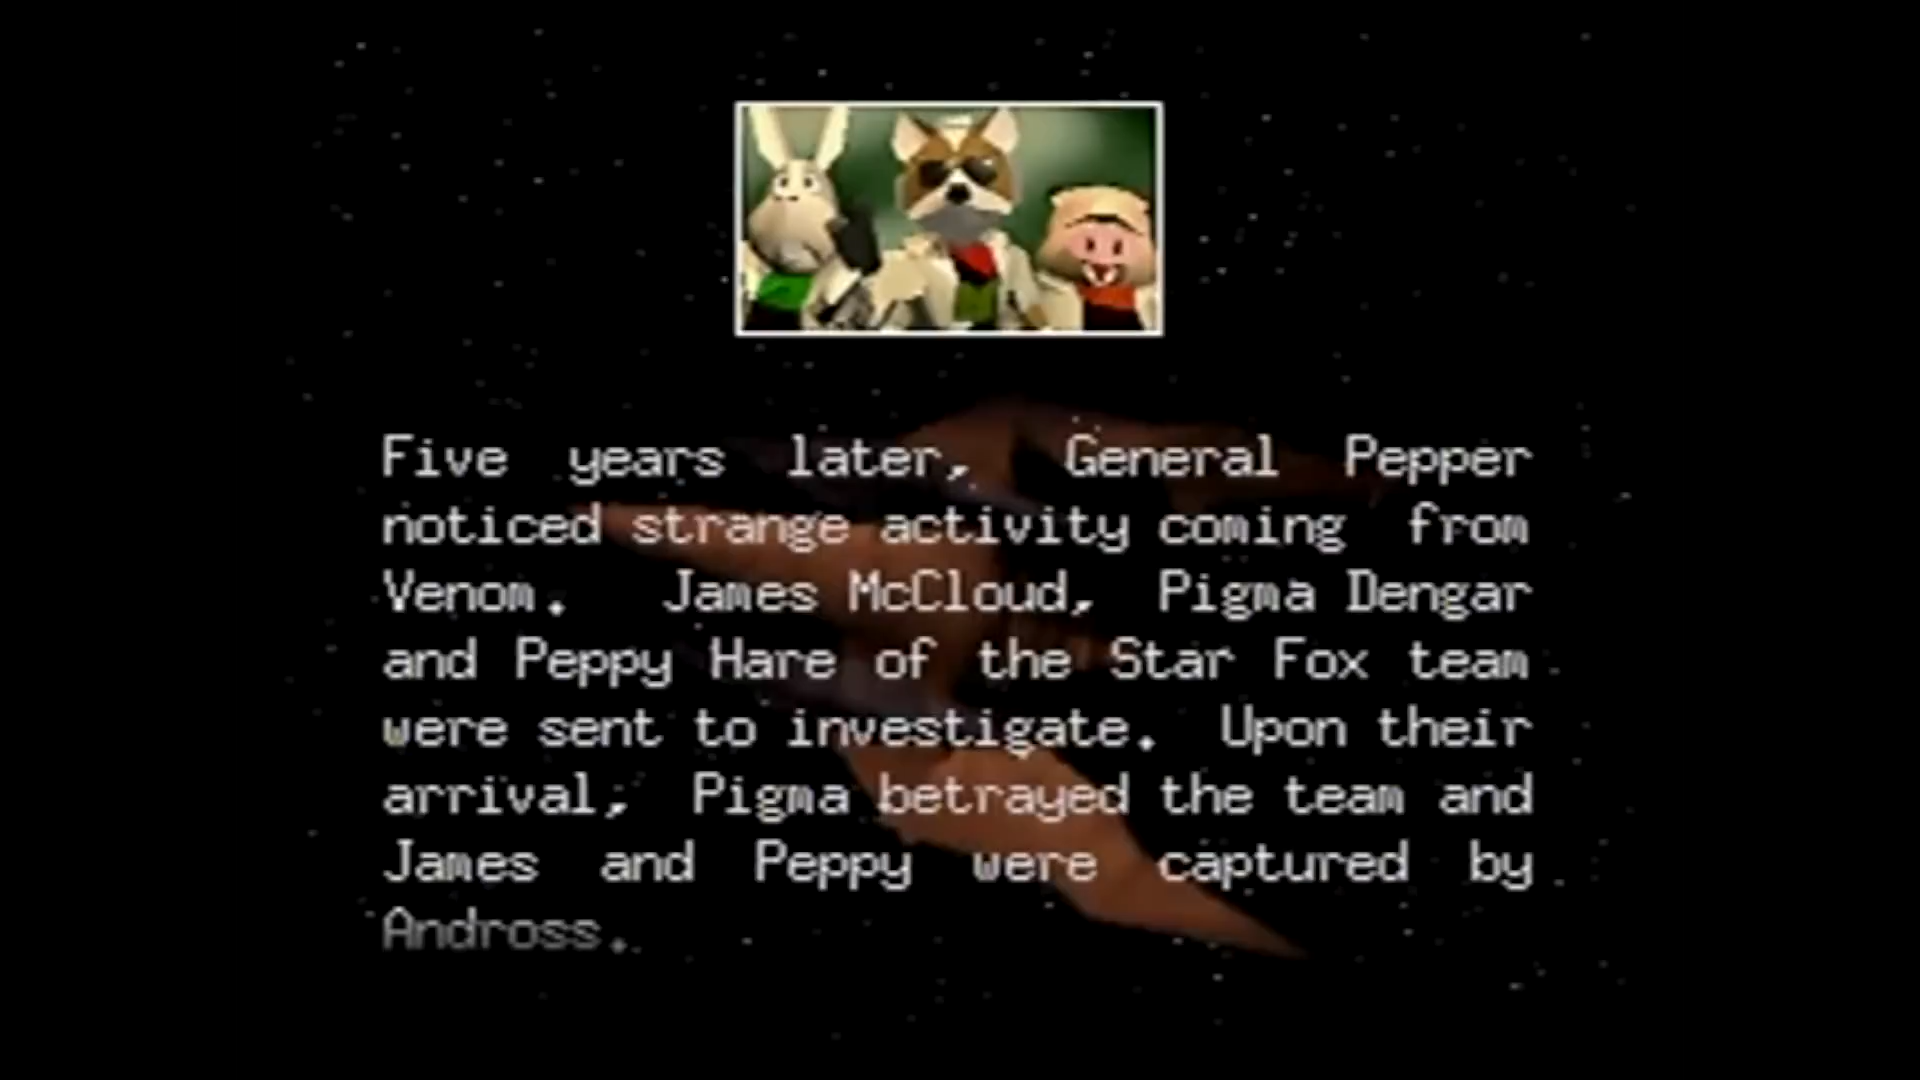 Five years later, General Pepper
noticed strange activity coming from
Venom. James McCloud, Pigma Dengar
and Peppy Hare of the Star Fox team
were sent to investigate. Upon their
arrival, Pigma betrayed the team and
James and Peppy were captured by
Andross.